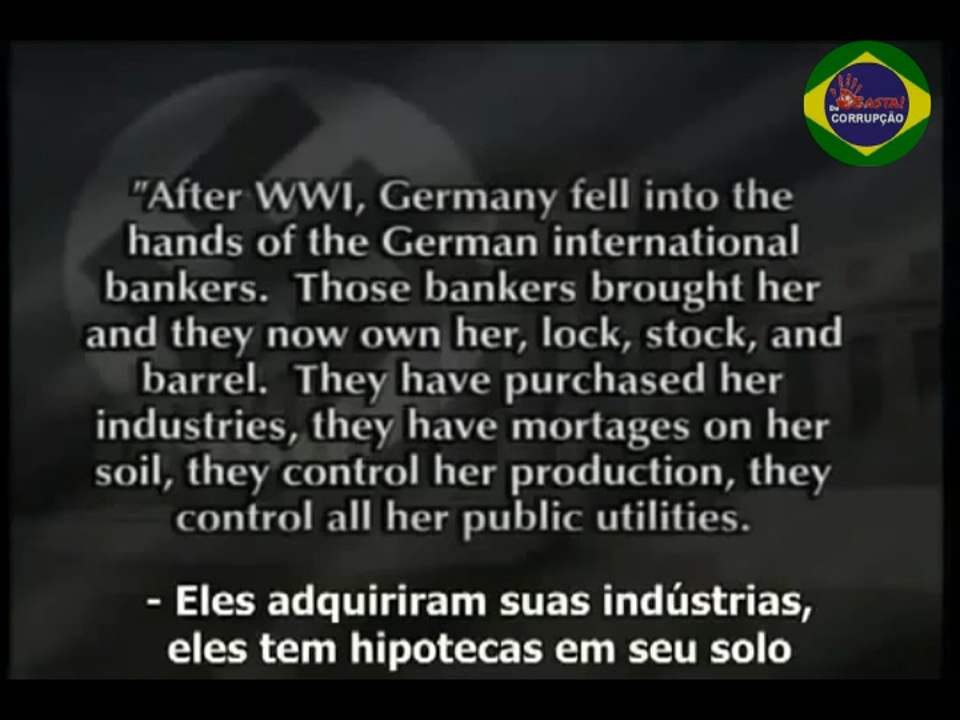 Da BASTA!
CORRUPÇÃO
"After WWI, Germany fell into the
hands of the German international
bankers. Those bankers brought her
and they now own her, lock, stock, and
barrel. They have purchased her
industries, they have mortages on her
soil, they control her production, they
control all her public utilities.
- Eles adquiriram suas indústrias,
eles tem hipotecas em seu solo